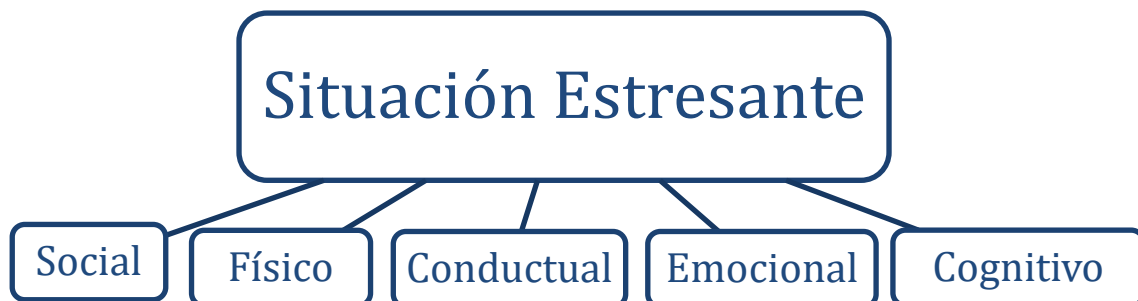 Situación Estresante
Social
Físico
Conductual
Emocional
Cognitivo